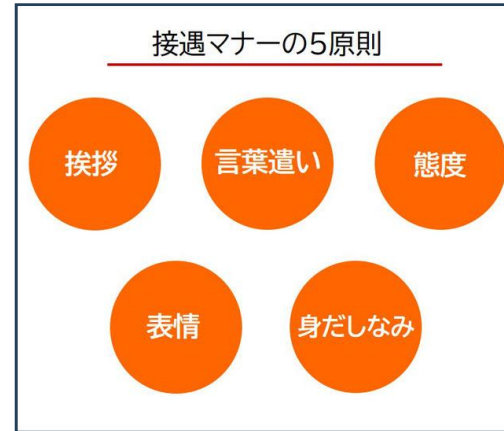 接遇マナーの5原則
挨拶
言葉遣い
態度
表情
身だしなみ